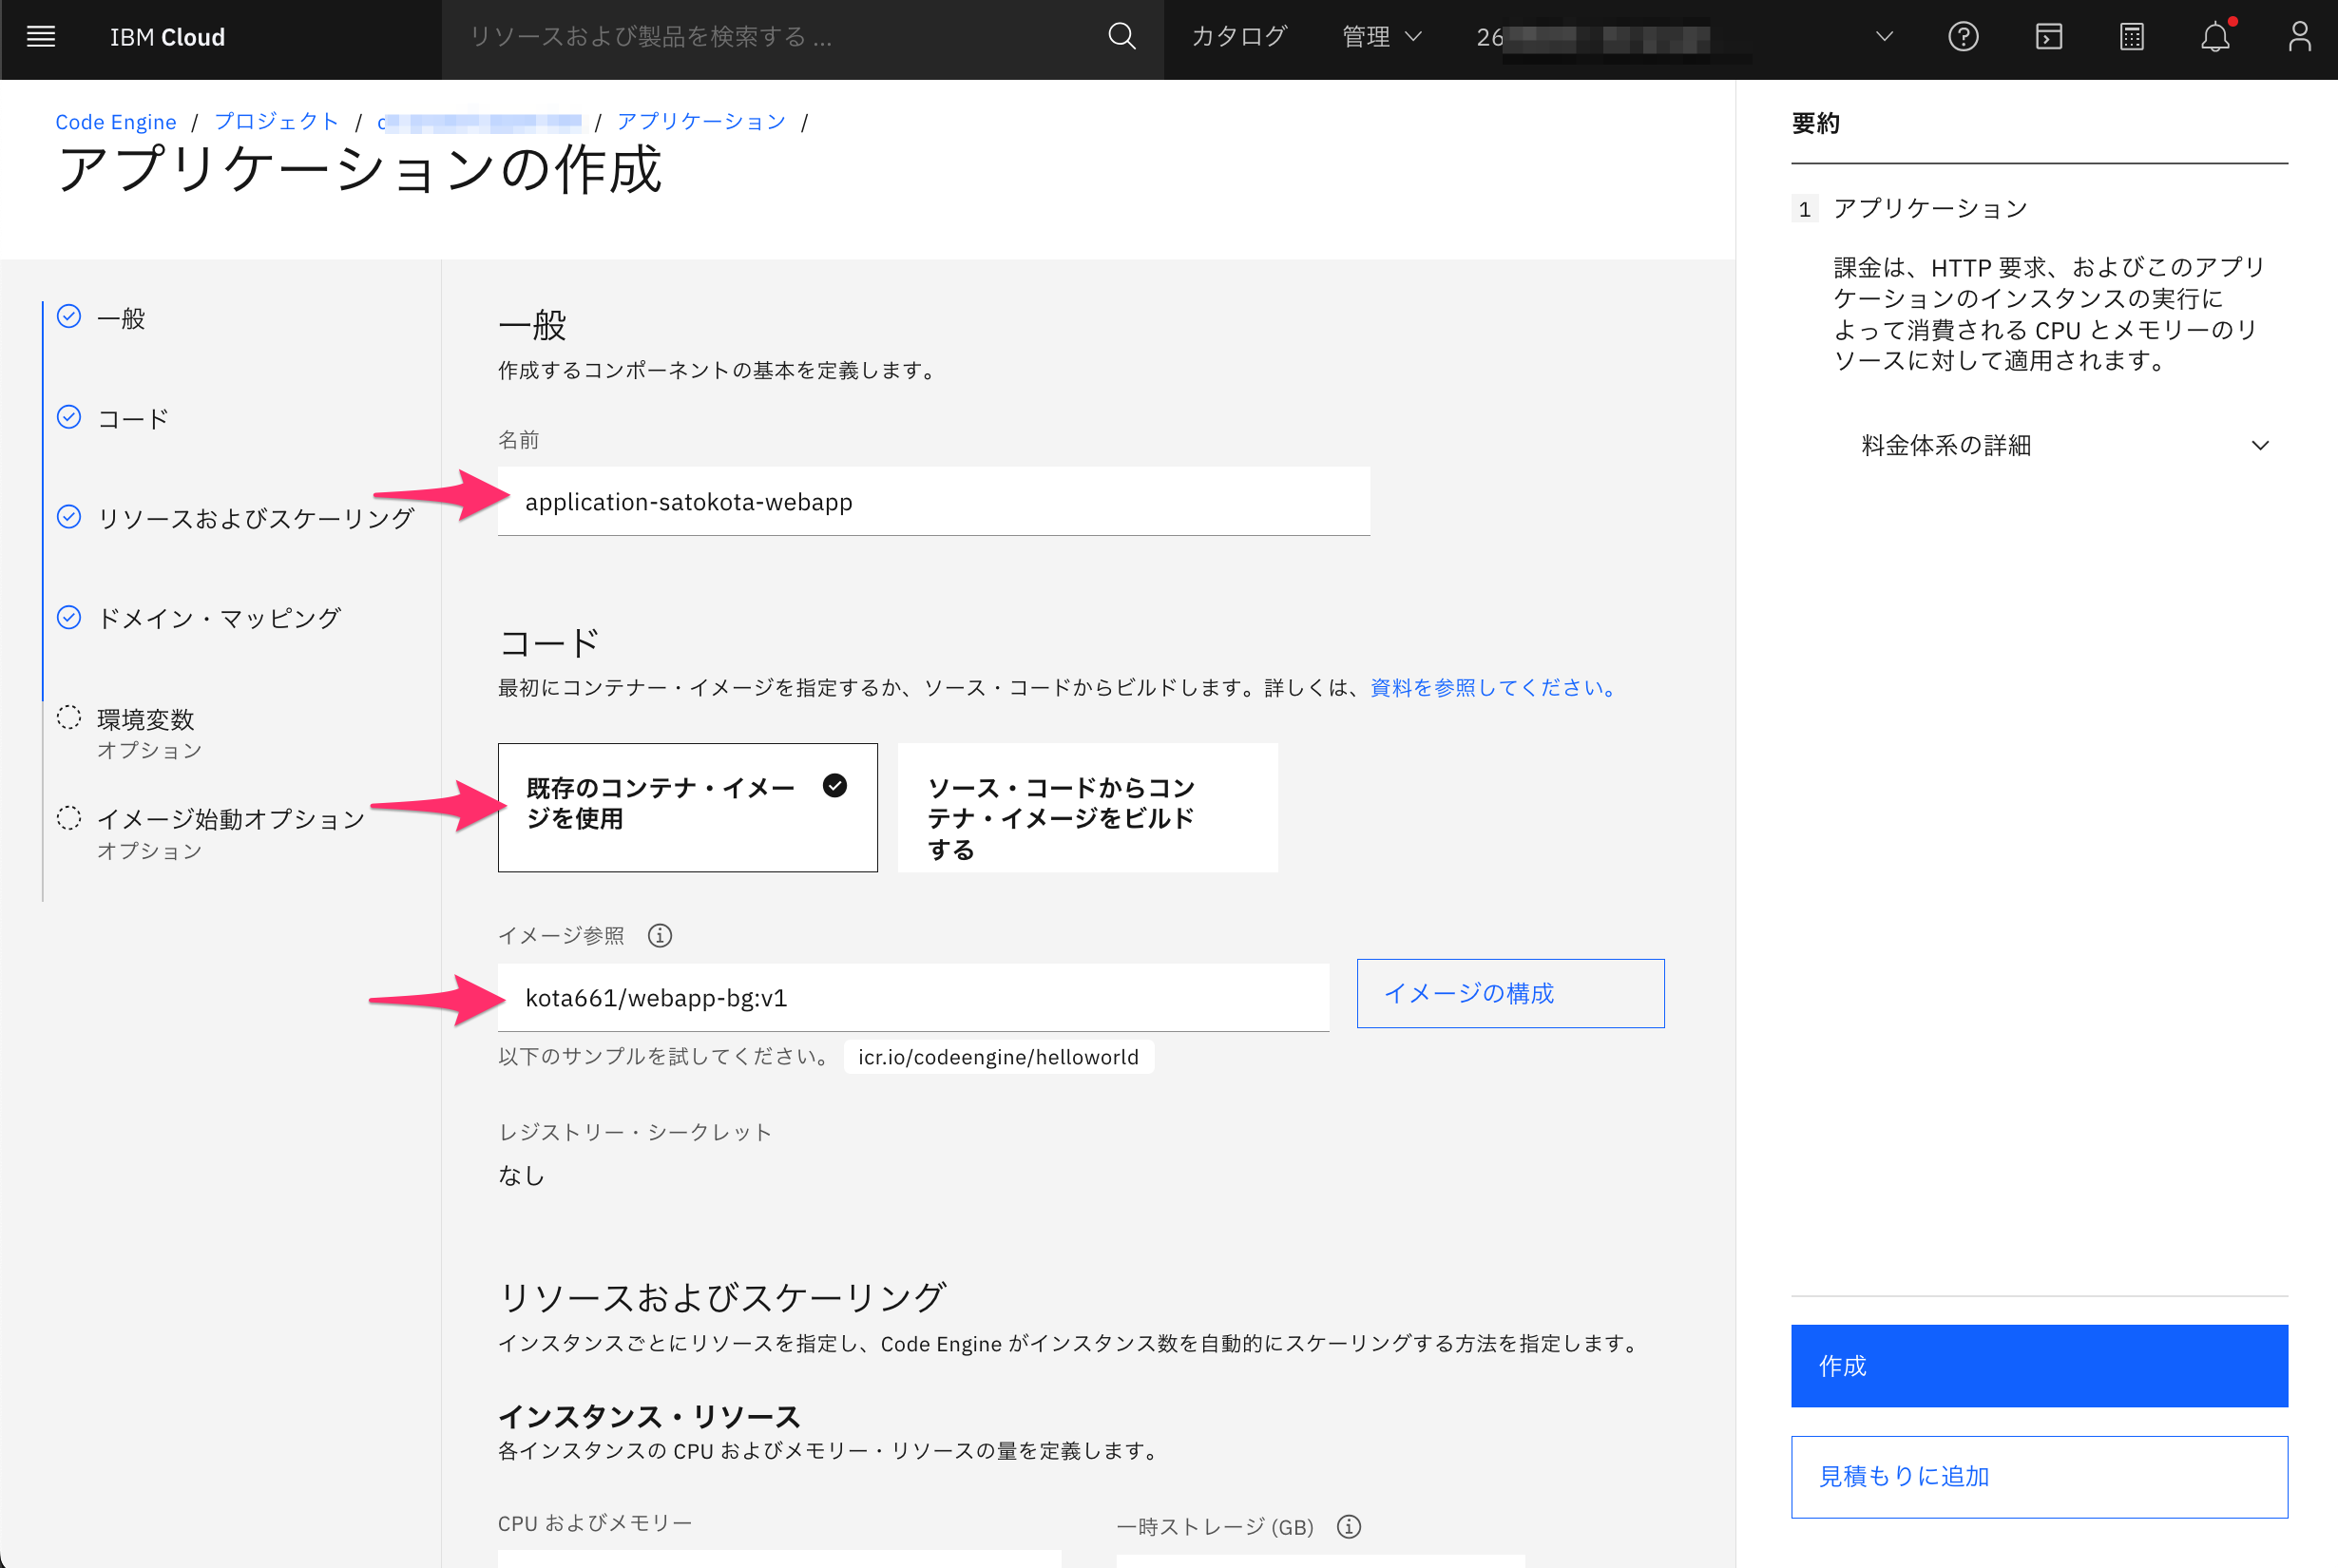 IBM Cloud
リソースおよび製品を検索する ...
カタログ
管理
26
Code Engine / プロジェクト / c / アプリケーション /
アプリケーションの作成
一般
コード
リソースおよびスケーリング
ドメイン・マッピング
環境変数
オプション
イメージ始動オプション
オプション
一般
作成するコンポーネントの基本を定義します。
名前
application-satokota-webapp
コード
最初にコンテナー・イメージを指定するか、ソース・コードからビルドします。詳しくは、資料を参照してください。
既存のコンテナ・イメー
ジを使用
ソース・コードからコン
テナ・イメージをビルド
する
イメージ参照
kota661/webapp-bg:v1
イメージの構成
以下のサンプルを試してください。 icr.io/codeengine/helloworld
レジストリー・シークレット
なし
リソースおよびスケーリング
インスタンスごとにリソースを指定し、Code Engine がインスタンス数を自動的にスケーリングする方法を指定します。
インスタンス・リソース
各インスタンスの CPU およびメモリー・リソースの量を定義します。
CPU およびメモリー
一時ストレージ (GB)
要約
1 アプリケーション
課金は、HTTP 要求、およびこのアプリ
ケーションのインスタンスの実行に
よって消費される CPU とメモリーのリ
ソースに対して適用されます。
料金体系の詳細
作成
見積もりに追加